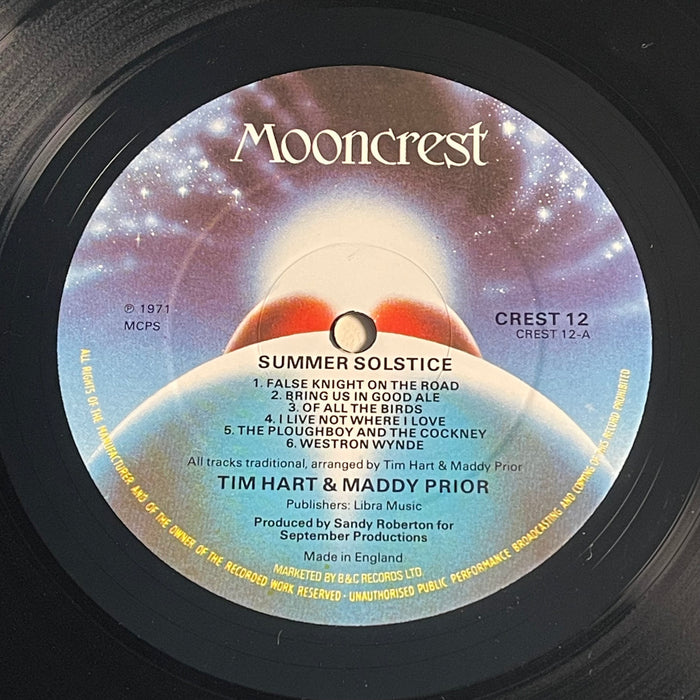 Mooncrest
℗ 1971
MCPS
CREST 12
CREST 12-A
SUMMER SOLSTICE
1. FALSE KNIGHT ON THE ROAD
2. BRING US IN GOOD ALE
3. OF ALL THE BIRDS
4. I LIVE NOT WHERE I LOVE
5. THE PLOUGHBOY AND THE COCKNEY
6. WESTRON WYNDE
All tracks traditional, arranged by Tim Hart & Maddy Prior
TIM HART & MADDY PRIOR
Publishers: Libra Music
Produced by Sandy Roberton for
September Productions
Made in England
MARKETED BY B&C RECORDS LTD.
ALL RIGHTS OF THE MANUFACTURER AND OF THE OWNER OF THE RECORDED WORK RESERVED · UNAUTHORISED PUBLIC PERFORMANCE BROADCASTING AND COPYING OF THIS RECORD PROHIBITED